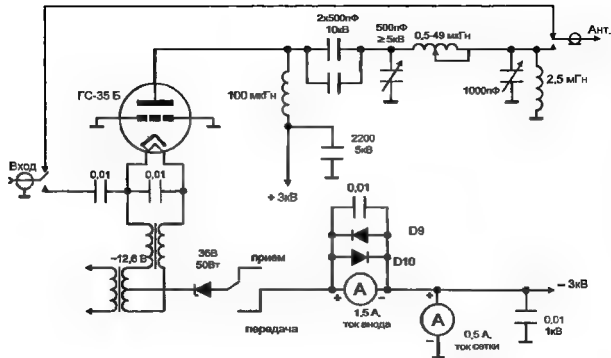 2x500пФ
10кВ
500пФ
≥5кВ
0,5-49 мкГн
Ант.
ГС-35 Б
100 мкГн
1000пФ
2,5 мГн
2200
5кВ
+ 3кВ
Вход
0,01
0,01
~12,6 В
36В
50Вт
прием
передача
0,01
D9
D10
+
A
–
1,5 А,
ток анода
+
A
0,5 А,
ток сетки
– 3кВ
0,01
1кВ